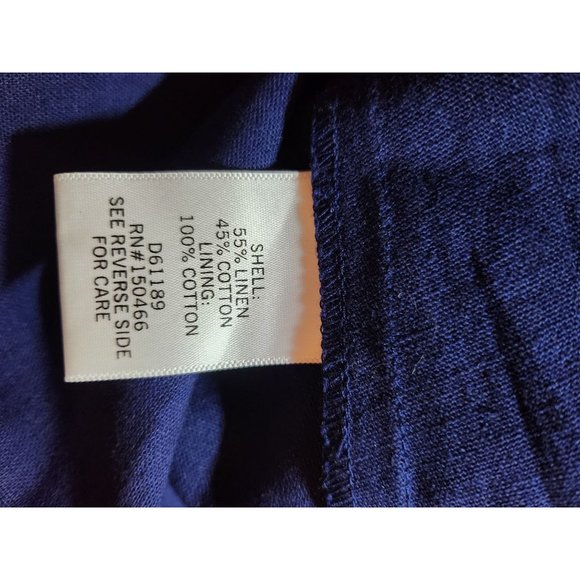 SHELL:
55% LINEN
45% COTTON
LINING:
100% COTTON
D61189
RN#150466
SEE REVERSE SIDE
FOR CARE